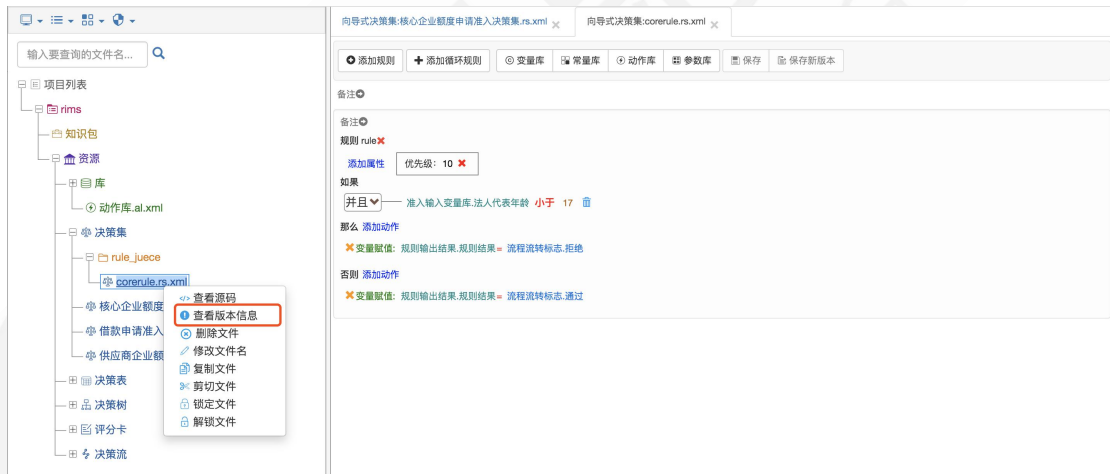 向导式决策集:核心企业额度申请准入决策集.rs.xml
向导式决策集:corerule.rs.xml
输入要查询的文件名...
项目列表
rims
知识包
资源
库
动作库.al.xml
决策集
rule_juece
corerule.rs.xml
核心企业额度
借款申请准入
供应商企业额
决策表
决策树
评分卡
决策流
查看源码
查看版本信息
删除文件
修改文件名
复制文件
剪切文件
锁定文件
解锁文件
添加规则 添加循环规则 变量库 常量库 动作库 参数库 保存 保存新版本
备注
备注
规则 rule
添加属性 优先级: 10
如果
并且 准入输入变量库.法人代表年龄 小于 17
那么 添加动作
变量赋值: 规则输出结果.规则结果= 流程流转标志.拒绝
否则 添加动作
变量赋值: 规则输出结果.规则结果= 流程流转标志.通过